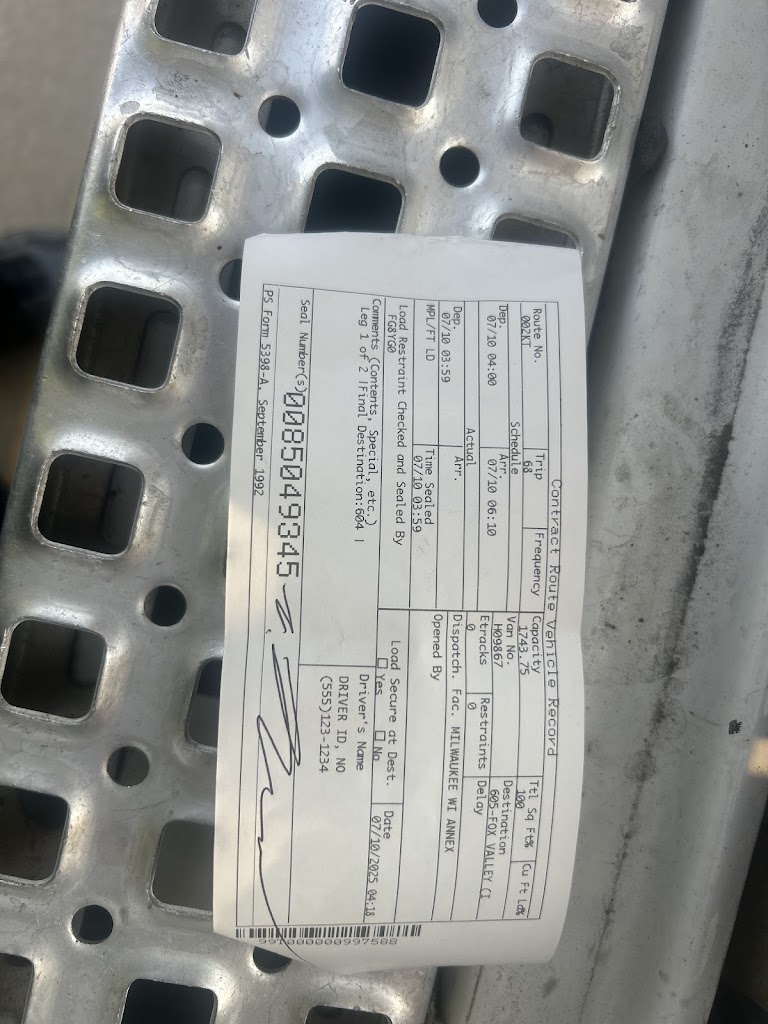 Contract Route Vehicle Record
Route No. Trip Frequency Capacity Ttl Sq Ft% Cu Ft Ld%
002KT 68 1743.75 100
Schedule Van No. Destination
Dep. Arr. H09867 605-FOX VALLEY (I
07/10 04:00 07/10 06:10
Actual Etracks Restraints Delay
0 0
Dep. Arr. Dispatch. Fac. MILWAUKEE WI ANNEX
07/10 03:59
MPL/FT LD Time Sealed Opened By
07/10 03:59
Load Restraint Checked and Sealed By Load Secure at Dest. Date
FG8YG0 Yes No 07/10/2025 04:18
Comments (Contents, Special, etc.) Driver's Name
Leg 1 of 2 |Final Destination:604 | DRIVER ID, NO
(555)123-1234
Seal Number(s) 0085049345
PS Form 5398-A, September 1992
991000000997588